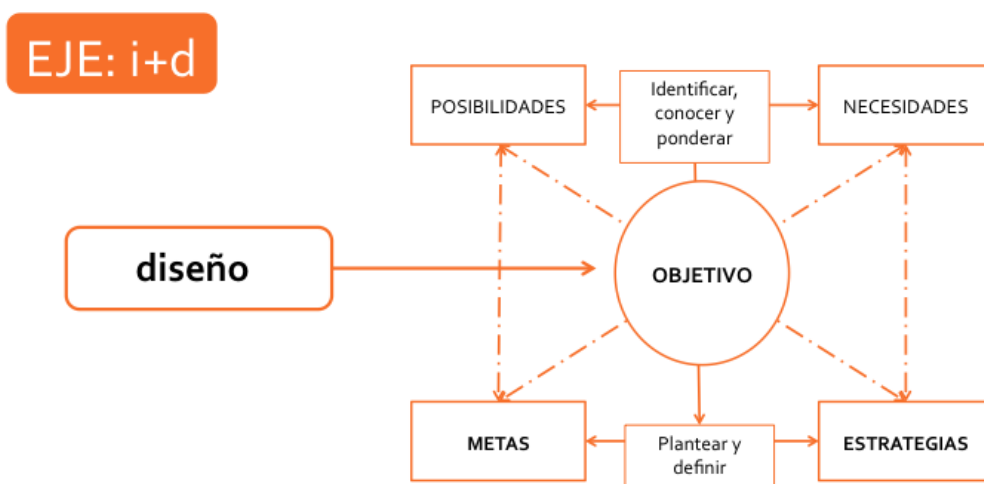 EJE: i+d
Identificar,
conocer y
ponderar
POSIBILIDADES
NECESIDADES
diseño
OBJETIVO
METAS
Plantear y
definir
ESTRATEGIAS